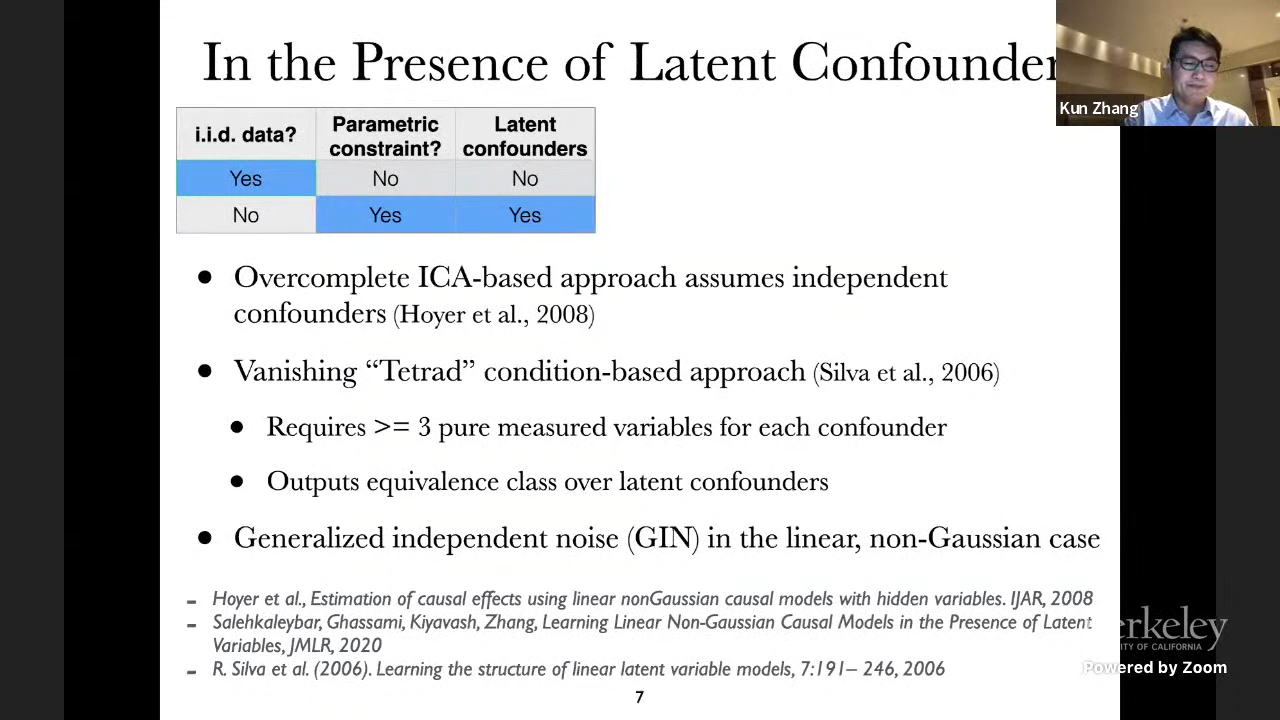 In the Presence of Latent Confounder
Kun Zhang
i.i.d. data? Parametric constraint? Latent confounders
Yes No No
No Yes Yes
● Overcomplete ICA-based approach assumes independent
confounders (Hoyer et al., 2008)
● Vanishing “Tetrad” condition-based approach (Silva et al., 2006)
● Requires >= 3 pure measured variables for each confounder
● Outputs equivalence class over latent confounders
● Generalized independent noise (GIN) in the linear, non-Gaussian case
- Hoyer et al., Estimation of causal effects using linear nonGaussian causal models with hidden variables. IJAR, 2008
- Salehkaleybar, Ghassami, Kiyavash, Zhang, Learning Linear Non-Gaussian Causal Models in the Presence of Latent
Variables, JMLR, 2020
- R. Silva et al. (2006). Learning the structure of linear latent variable models, 7:191– 246, 2006
erkeley
ITY OF CALIFORNIA
Powered by Zoom
7